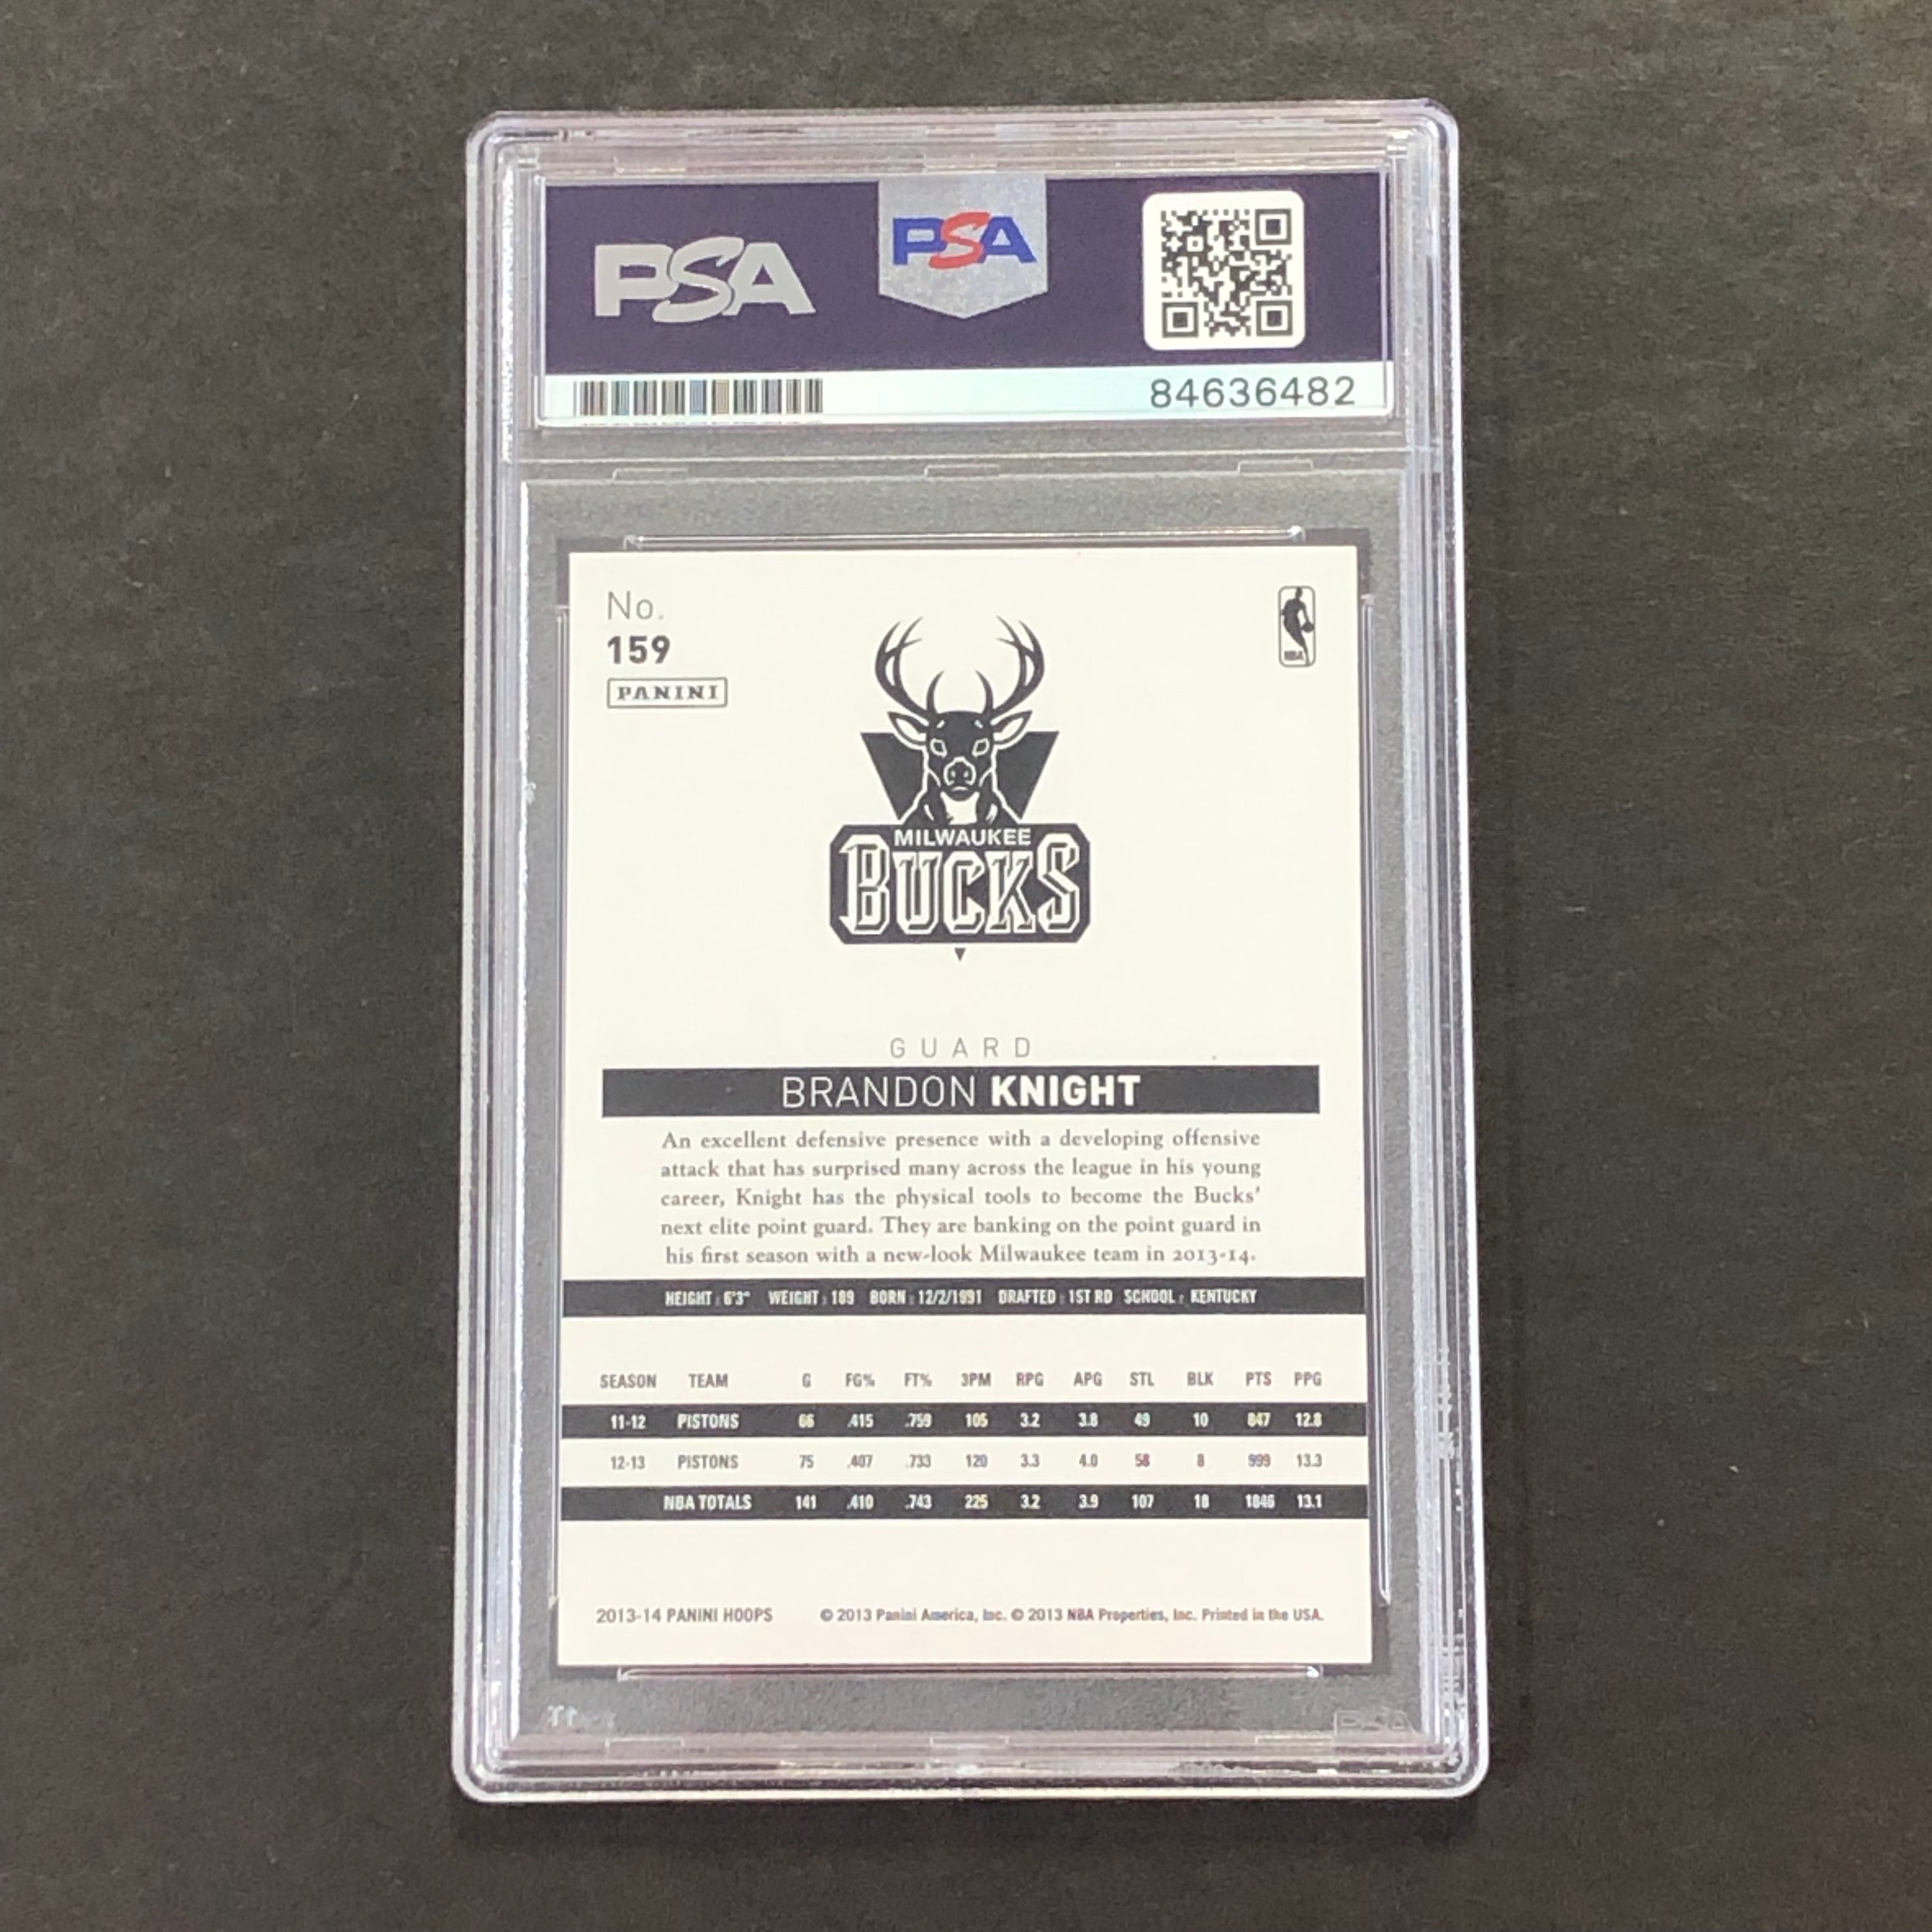 PSA
PSA
84636482
No.
159
PANINI
NBA
MILWAUKEE
BUCKS
GUARD
BRANDON KNIGHT
An excellent defensive presence with a developing offensive
attack that has surprised many across the league in his young
career, Knight has the physical tools to become the Bucks'
next elite point guard. They are banking on the point guard in
his first season with a new-look Milwaukee team in 2013-14.
HEIGHT: 6'3" WEIGHT: 189 BORN: 12/2/1991 DRAFTED: 1ST RD SCHOOL: KENTUCKY
SEASON TEAM G FG% FT% 3PM RPG APG STL BLK PTS PPG
11-12 PISTONS 66 .415 .759 105 3.2 3.8 49 10 847 12.8
12-13 PISTONS 75 .407 .733 120 3.3 4.0 58 8 999 13.3
NBA TOTALS 141 .410 .743 225 3.2 3.9 107 18 1846 13.1
2013-14 PANINI HOOPS © 2013 Panini America, Inc. © 2013 NBA Properties, Inc. Printed in the USA.
PSA